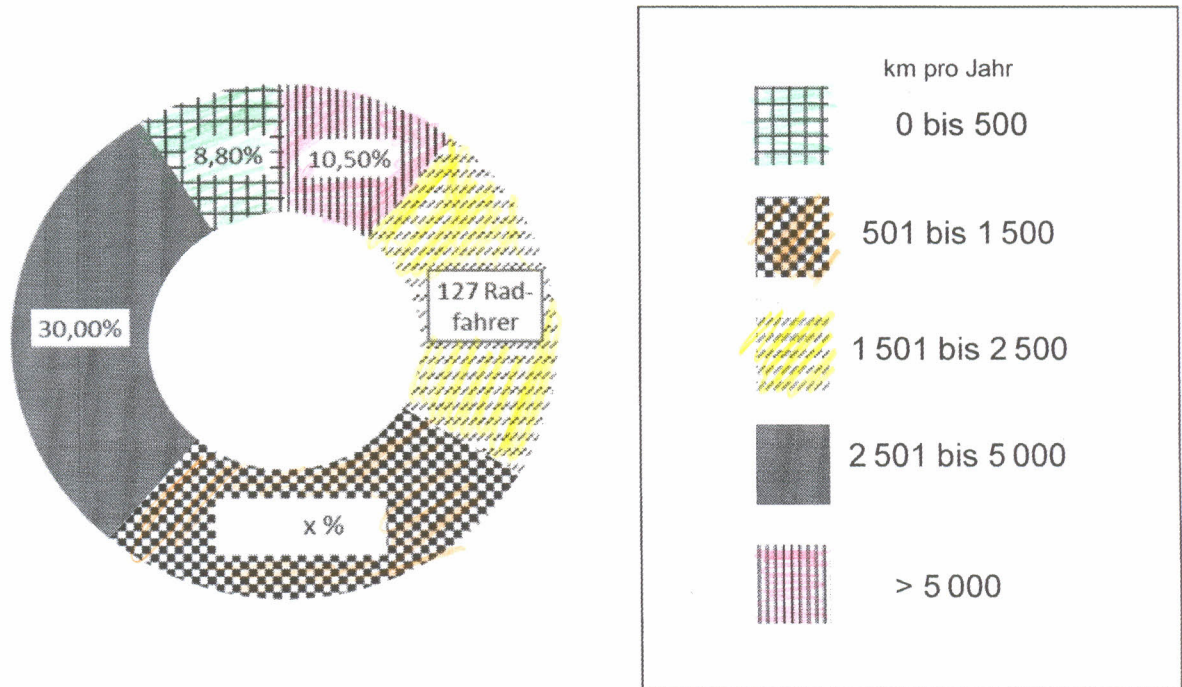 8,80%
10,50%
127 Rad-
fahrer
30,00%
x %
km pro Jahr
0 bis 500
501 bis 1 500
1 501 bis 2 500
2 501 bis 5 000
> 5 000